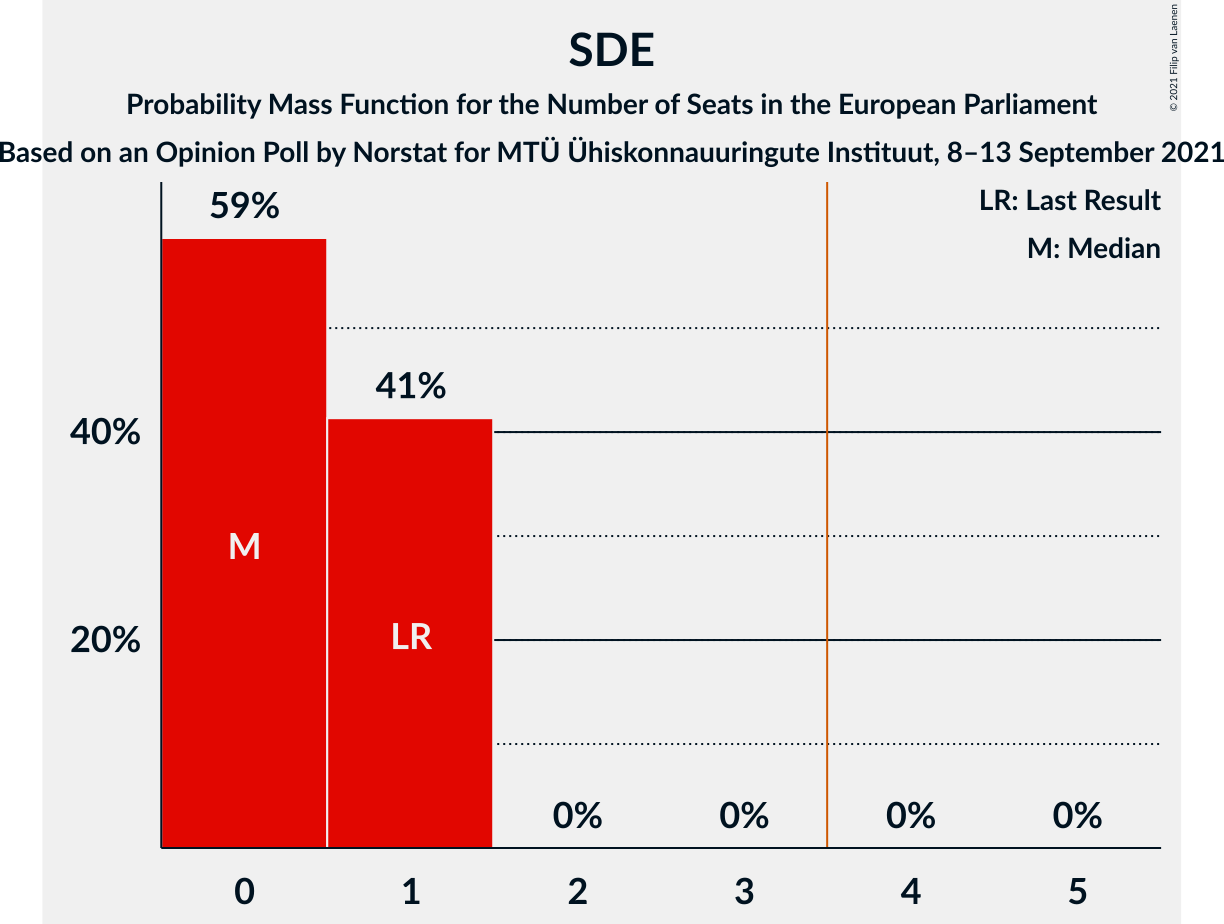 SDE
Probability Mass Function for the Number of Seats in the European Parliament
Based on an Opinion Poll by Norstat for MTÜ Ühiskonnauuringute Instituut, 8–13 September 2021
© 2021 Filip van Laenen
LR: Last Result
M: Median
59%
41%
40%
M
LR
20%
0% 0% 0% 0%
0 1 2 3 4 5